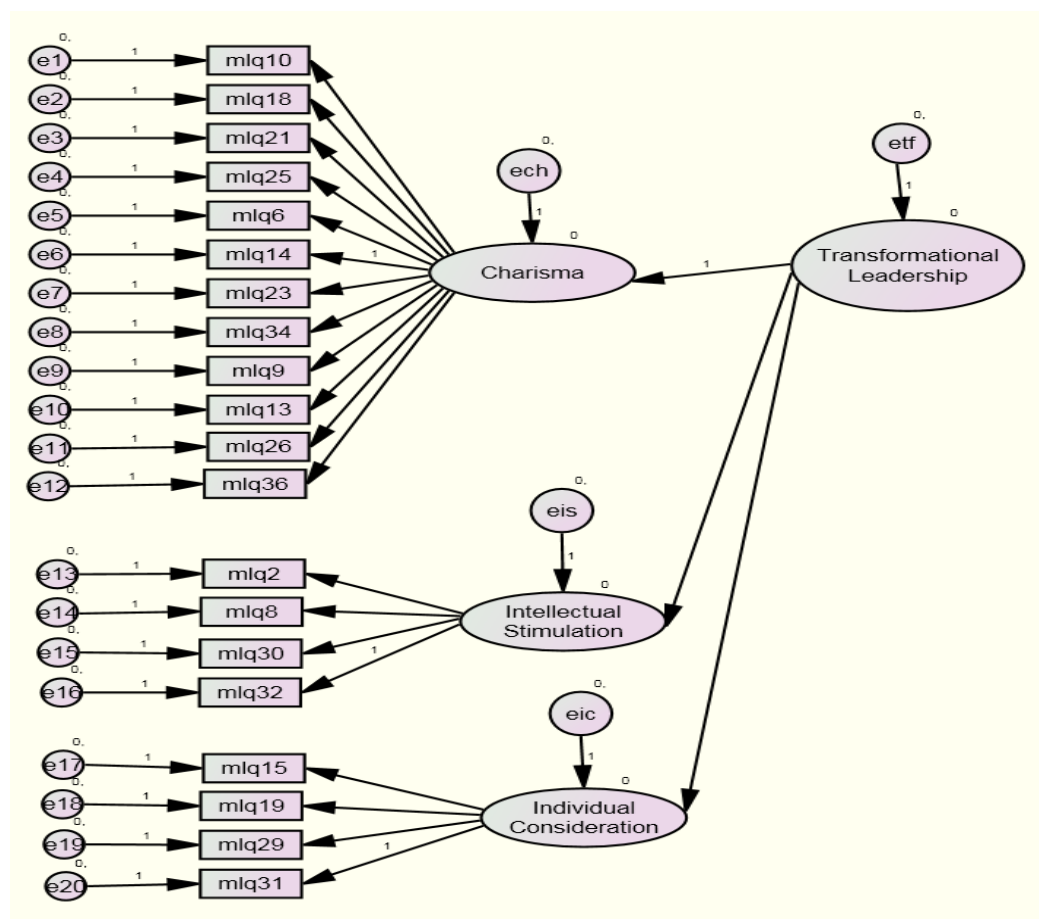 0,
e1
1
mlq10
0,
e2
1
mlq18
0,
e3
1
mlq21
0,
e4
1
mlq25
0,
e5
1
mlq6
0,
e6
1
mlq14
1
0,
e7
1
mlq23
0,
e8
1
mlq34
0,
e9
1
mlq9
0,
e10
1
mlq13
0,
e11
1
mlq26
0,
e12
1
mlq36
0,
ech
1
0
Charisma
0,
etf
1
0
Transformational
Leadership
1
0,
e13
1
mlq2
0,
e14
1
mlq8
0,
e15
1
mlq30
0,
e16
1
mlq32
1
0,
eis
1
0
Intellectual
Stimulation
0,
e17
1
mlq15
0,
e18
1
mlq19
0,
e19
1
mlq29
0,
e20
1
mlq31
1
0,
eic
1
0
Individual
Consideration